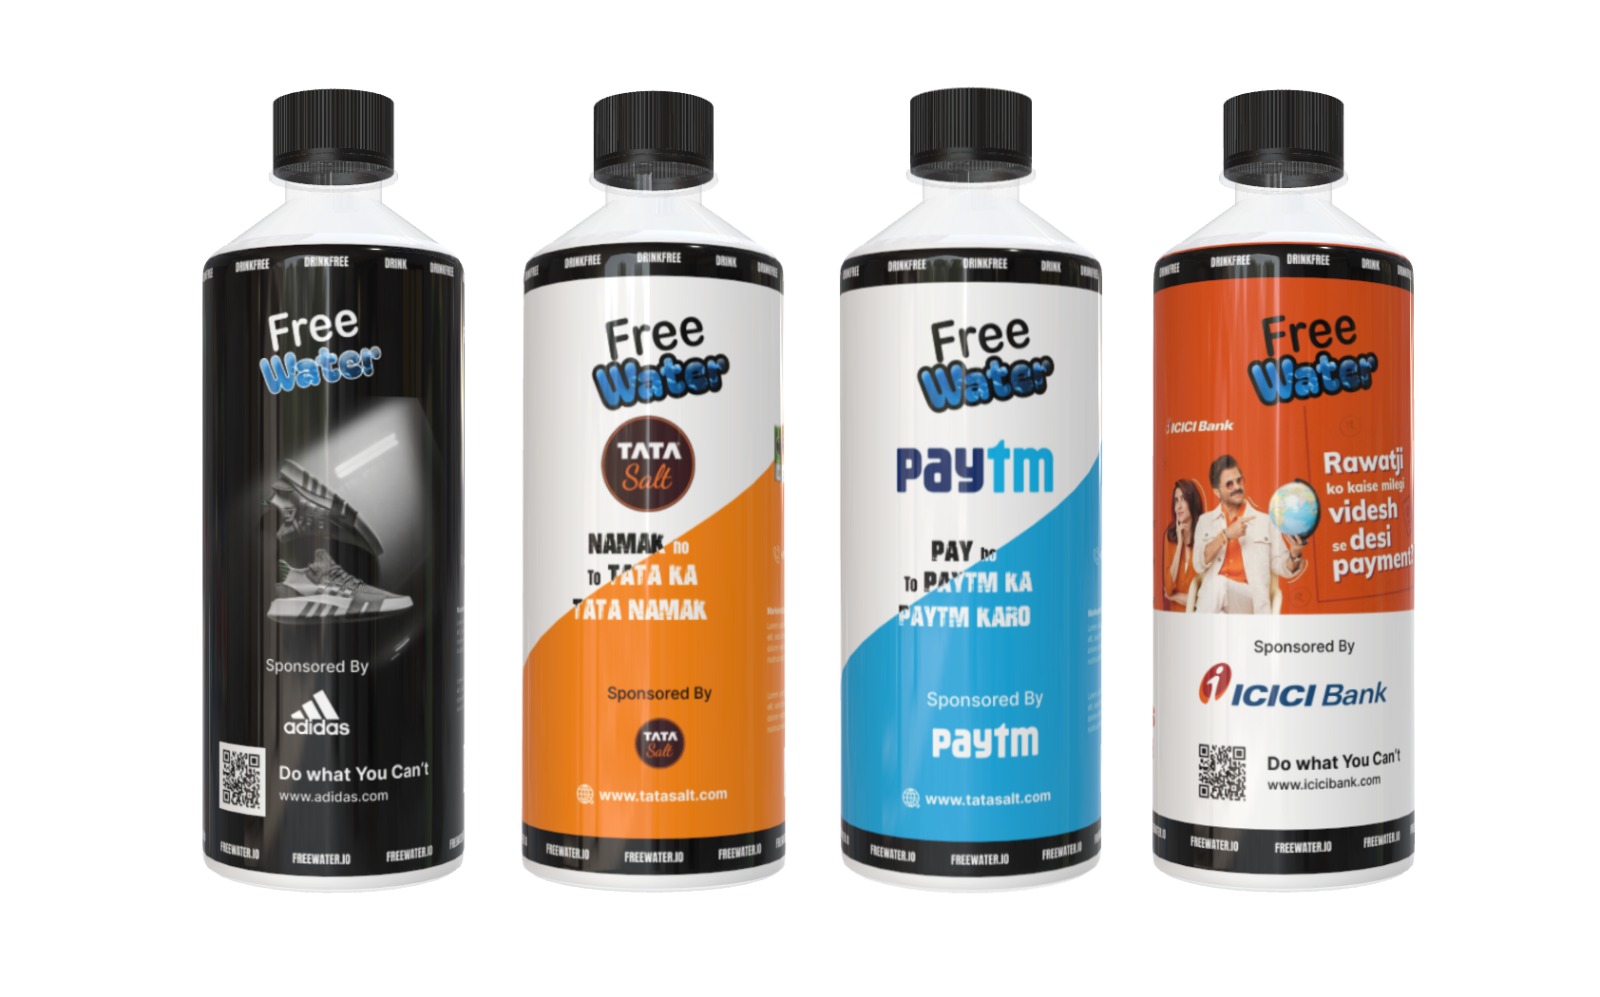 DRINKFREE DRINKFREE DRINK DRINKFREE
Free
Water
Sponsored By
adidas
Do what You Can't
www.adidas.com
FREEWATER.IO FREEWATER.IO FREEWATER.IO
DRINKFREE DRINKFREE DRINK
Free
Water
TATA
Salt
NAMAK ho
To TATA KA
TATA NAMAK
Sponsored By
TATA
Salt
www.tatasalt.com
FREEWATER.IO FREEWATER.IO FREEWATER.IO
DRINKFREE DRINKFREE DRINK
Free
Water
paytm
PAY ho
To PAYTM KA
PAYTM KARO
Sponsored By
paytm
www.tatasalt.com
FREEWATER.IO FREEWATER.IO FREEWATER.IO
DRINKFREE DRINKFREE DRINK
Free
Water
ICICI Bank
Rawatji
ko kaise milegi
videsh
se desi
payment?
Sponsored By
ICICI Bank
Do what You Can't
www.icicibank.com
FREEWATER.IO FREEWATER.IO FREEWATER.IO